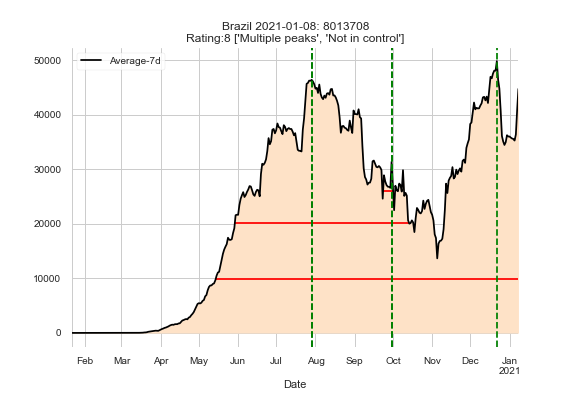 Brazil 2021-01-08: 8013708
Rating:8 ['Multiple peaks', 'Not in control']
Average-7d
50000
40000
30000
20000
10000
0
Feb Mar Apr May Jun Jul Aug Sep Oct Nov Dec Jan
2021
Date